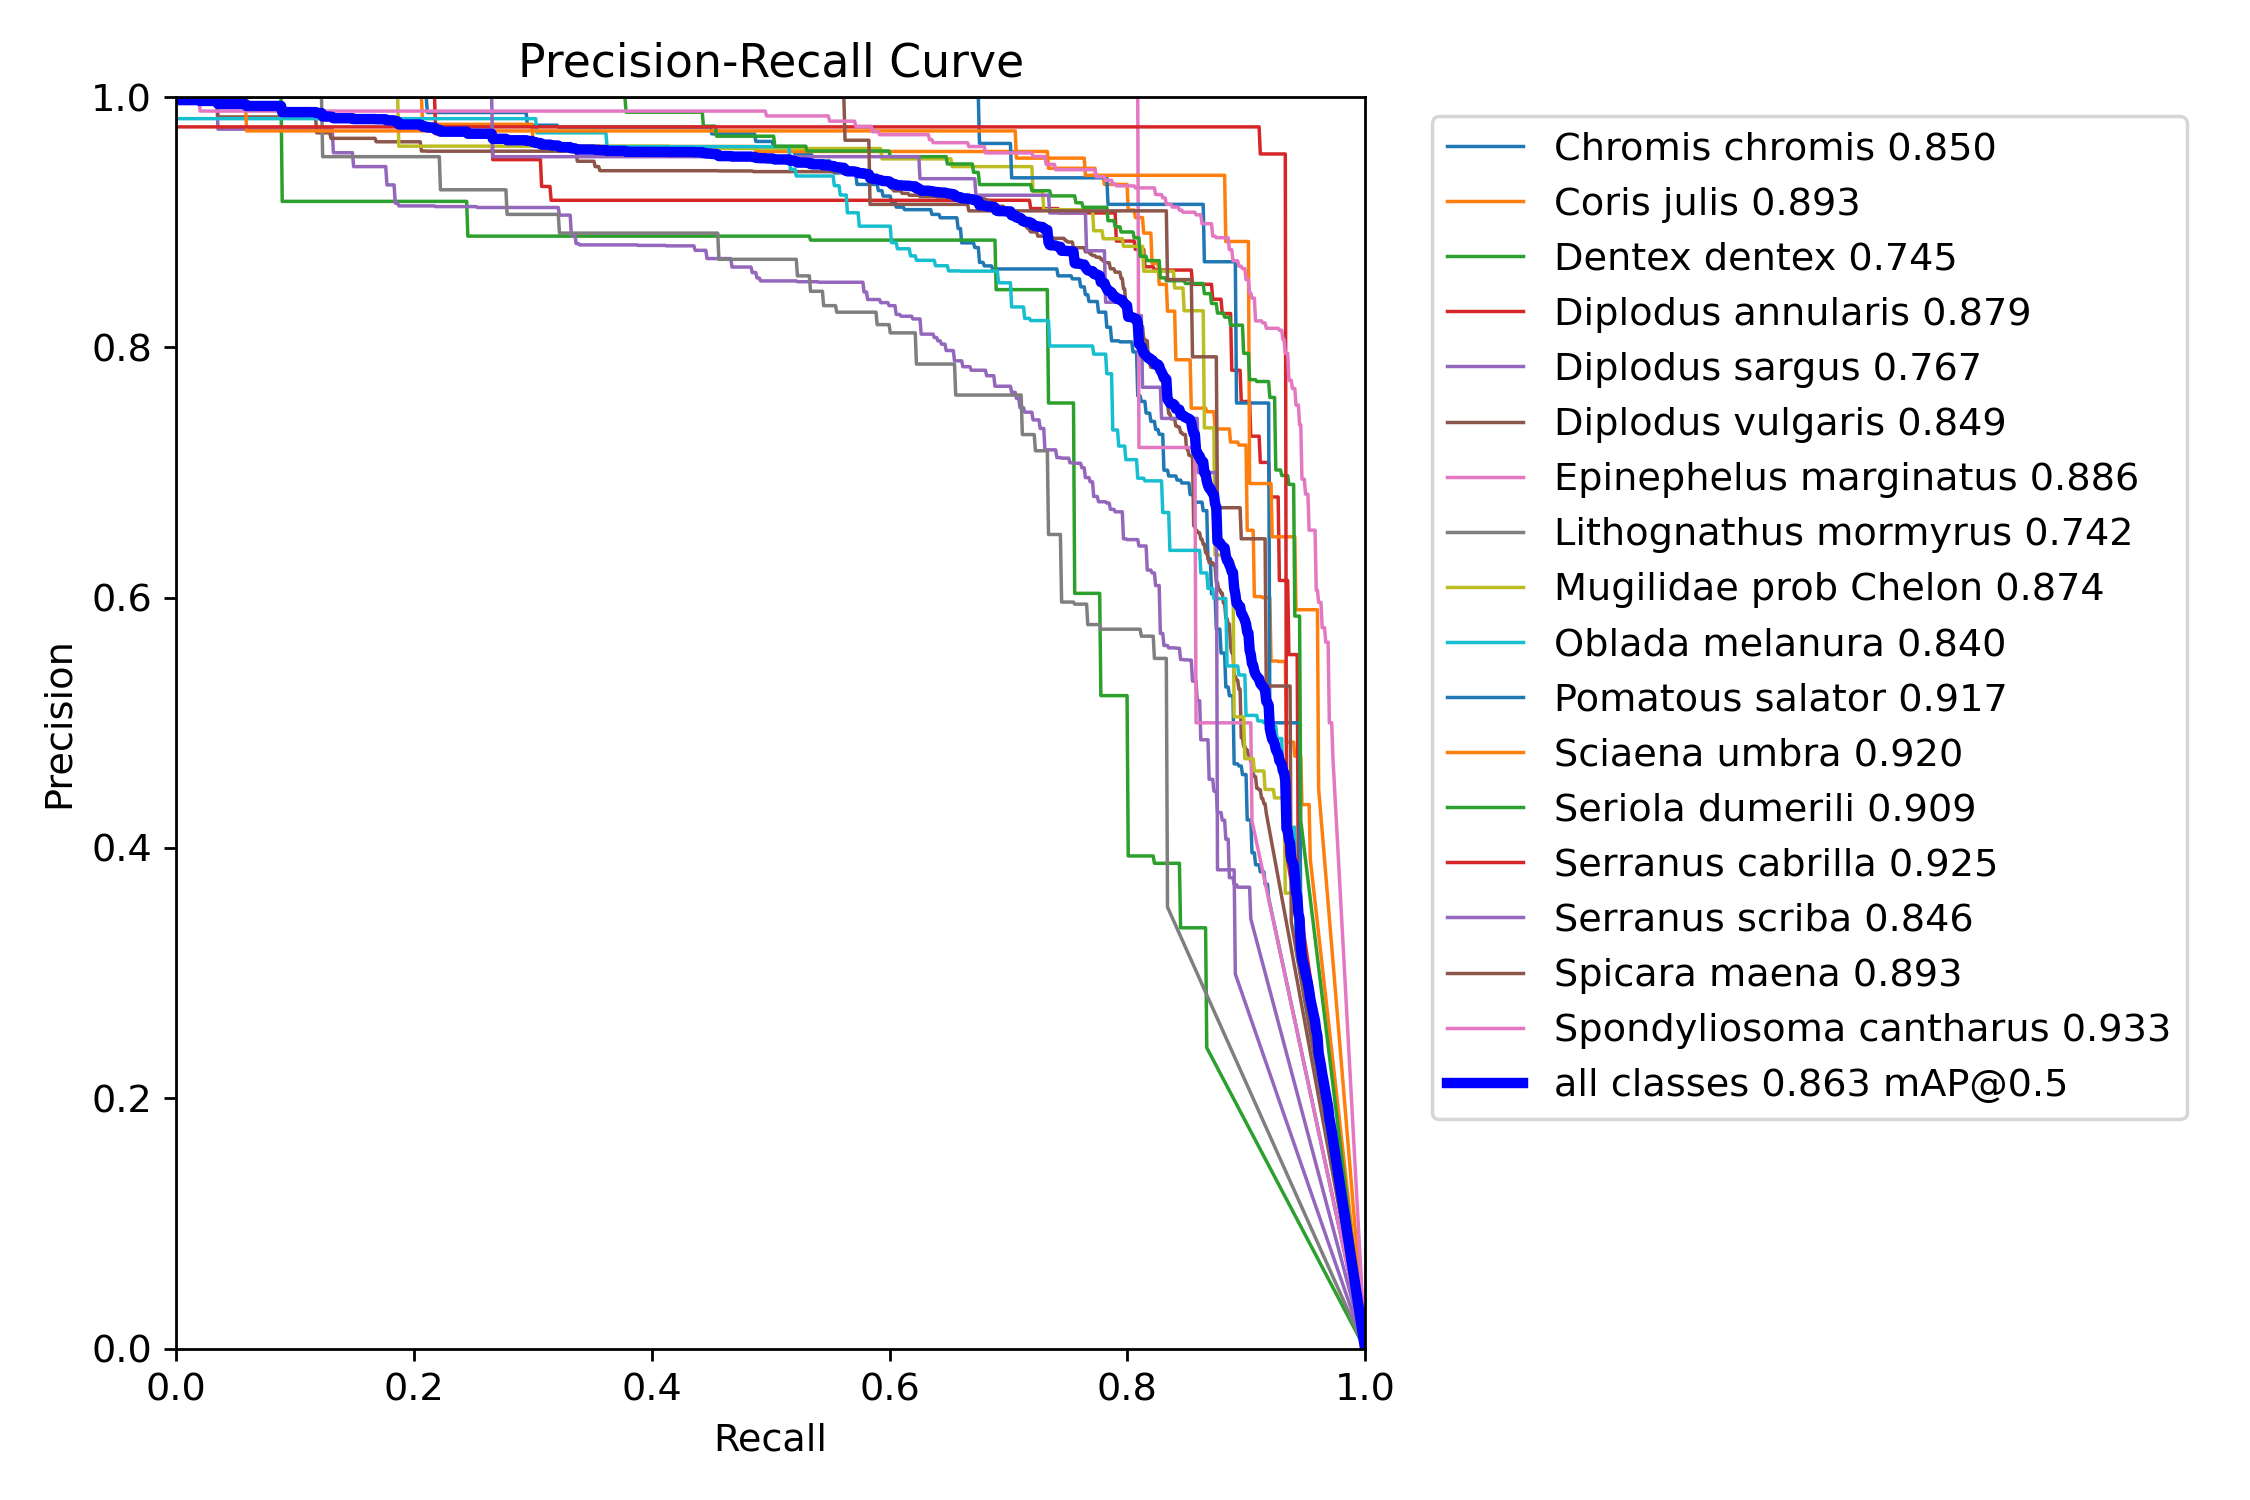 Precision-Recall Curve
1.0
0.8
0.6
0.4
0.2
0.0
Precision
0.0 0.2 0.4 0.6 0.8 1.0
Recall
Chromis chromis 0.850
Coris julis 0.893
Dentex dentex 0.745
Diplodus annularis 0.879
Diplodus sargus 0.767
Diplodus vulgaris 0.849
Epinephelus marginatus 0.886
Lithognathus mormyrus 0.742
Mugilidae prob Chelon 0.874
Oblada melanura 0.840
Pomatous salator 0.917
Sciaena umbra 0.920
Seriola dumerili 0.909
Serranus cabrilla 0.925
Serranus scriba 0.846
Spicara maena 0.893
Spondyliosoma cantharus 0.933
all classes 0.863 mAP@0.5